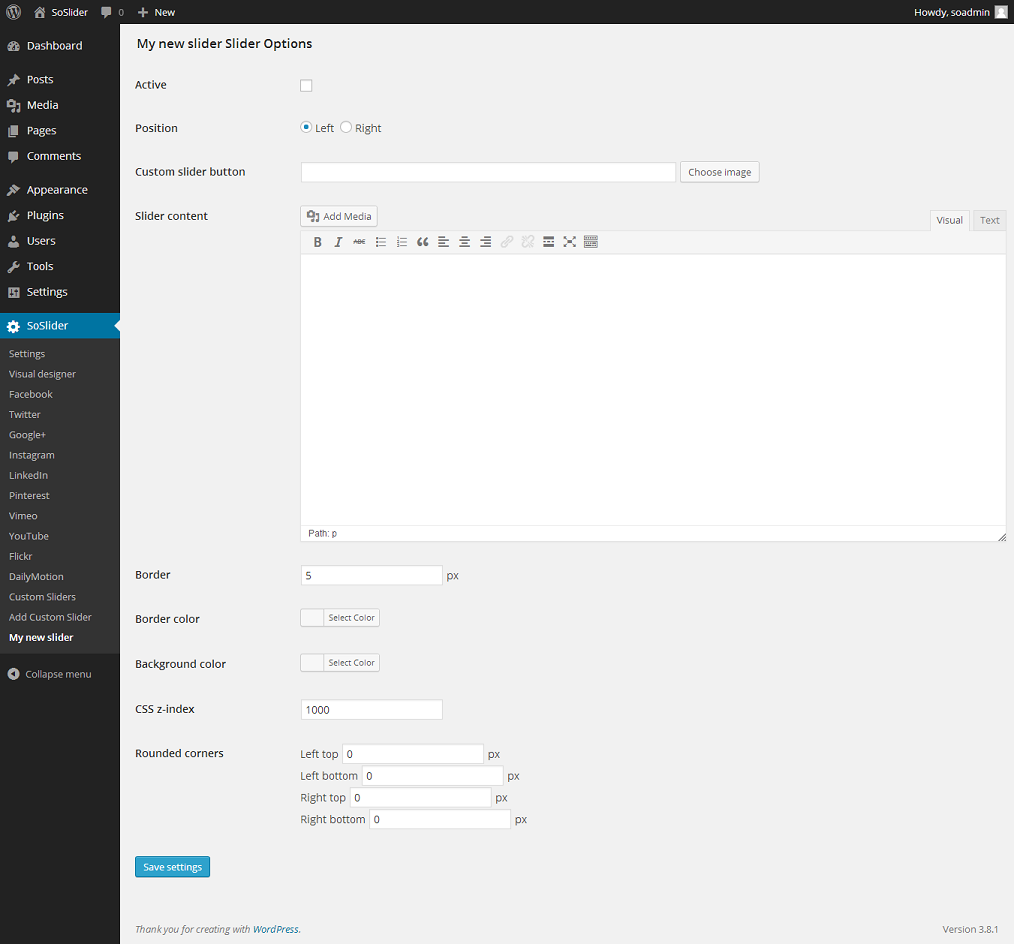 SoSlider 0 New Howdy, soadmin
Dashboard
Posts
Media
Pages
Comments
Appearance
Plugins
Users
Tools
Settings
SoSlider
Settings
Visual designer
Facebook
Twitter
Google+
Instagram
LinkedIn
Pinterest
Vimeo
YouTube
Flickr
DailyMotion
Custom Sliders
Add Custom Slider
My new slider
Collapse menu
My new slider Slider Options
Active
Position Left Right
Custom slider button Choose image
Slider content Add Media Visual Text
B I ABC
Path: p
Border 5 px
Border color Select Color
Background color Select Color
CSS z-index 1000
Rounded corners Left top 0 px
Left bottom 0 px
Right top 0 px
Right bottom 0 px
Save settings
Thank you for creating with WordPress. Version 3.8.1